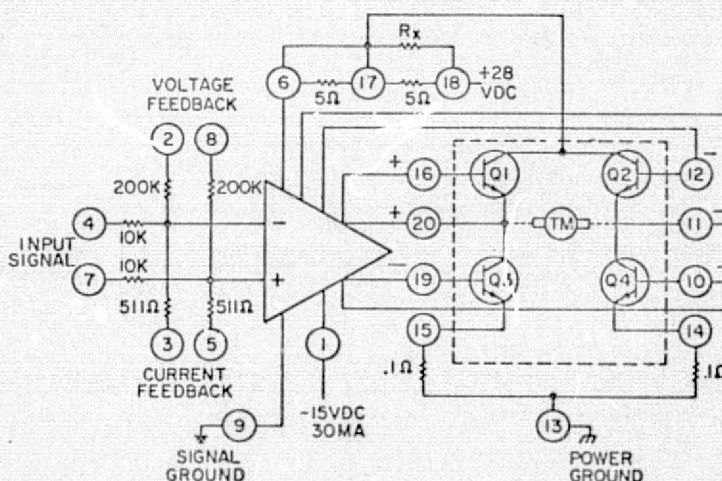 Rx
6
17
18
+28
VDC
5Ω
5Ω
VOLTAGE
FEEDBACK
2
8
200K
200K
4
10K
INPUT
SIGNAL
7
10K
511Ω
511Ω
3
5
CURRENT
FEEDBACK
−
+
9
SIGNAL
GROUND
1
-15VDC
30MA
+
16
+
20
−
19
15
Q1
Q2
TM
Q3
Q4
−
12
−
11
−
10
14
.1Ω
.1Ω
13
POWER
GROUND